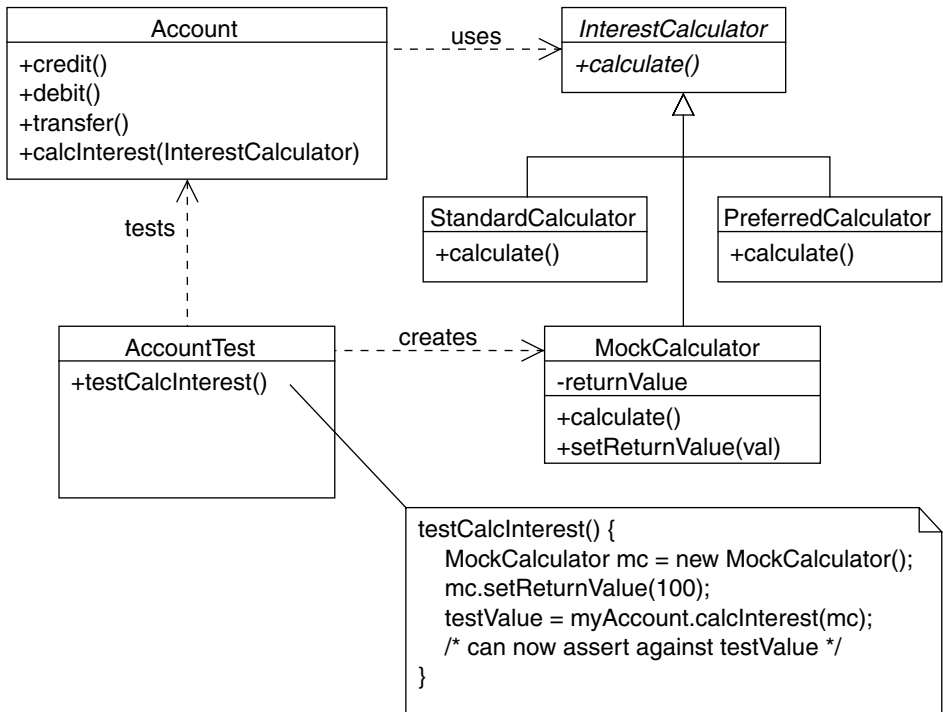 Account
+credit()
+debit()
+transfer()
+calcInterest(InterestCalculator)
uses
InterestCalculator
+calculate()
StandardCalculator
+calculate()
PreferredCalculator
+calculate()
tests
AccountTest
+testCalcInterest()
creates
MockCalculator
-returnValue
+calculate()
+setReturnValue(val)
testCalcInterest() {
MockCalculator mc = new MockCalculator();
mc.setReturnValue(100);
testValue = myAccount.calcInterest(mc);
/* can now assert against testValue */
}